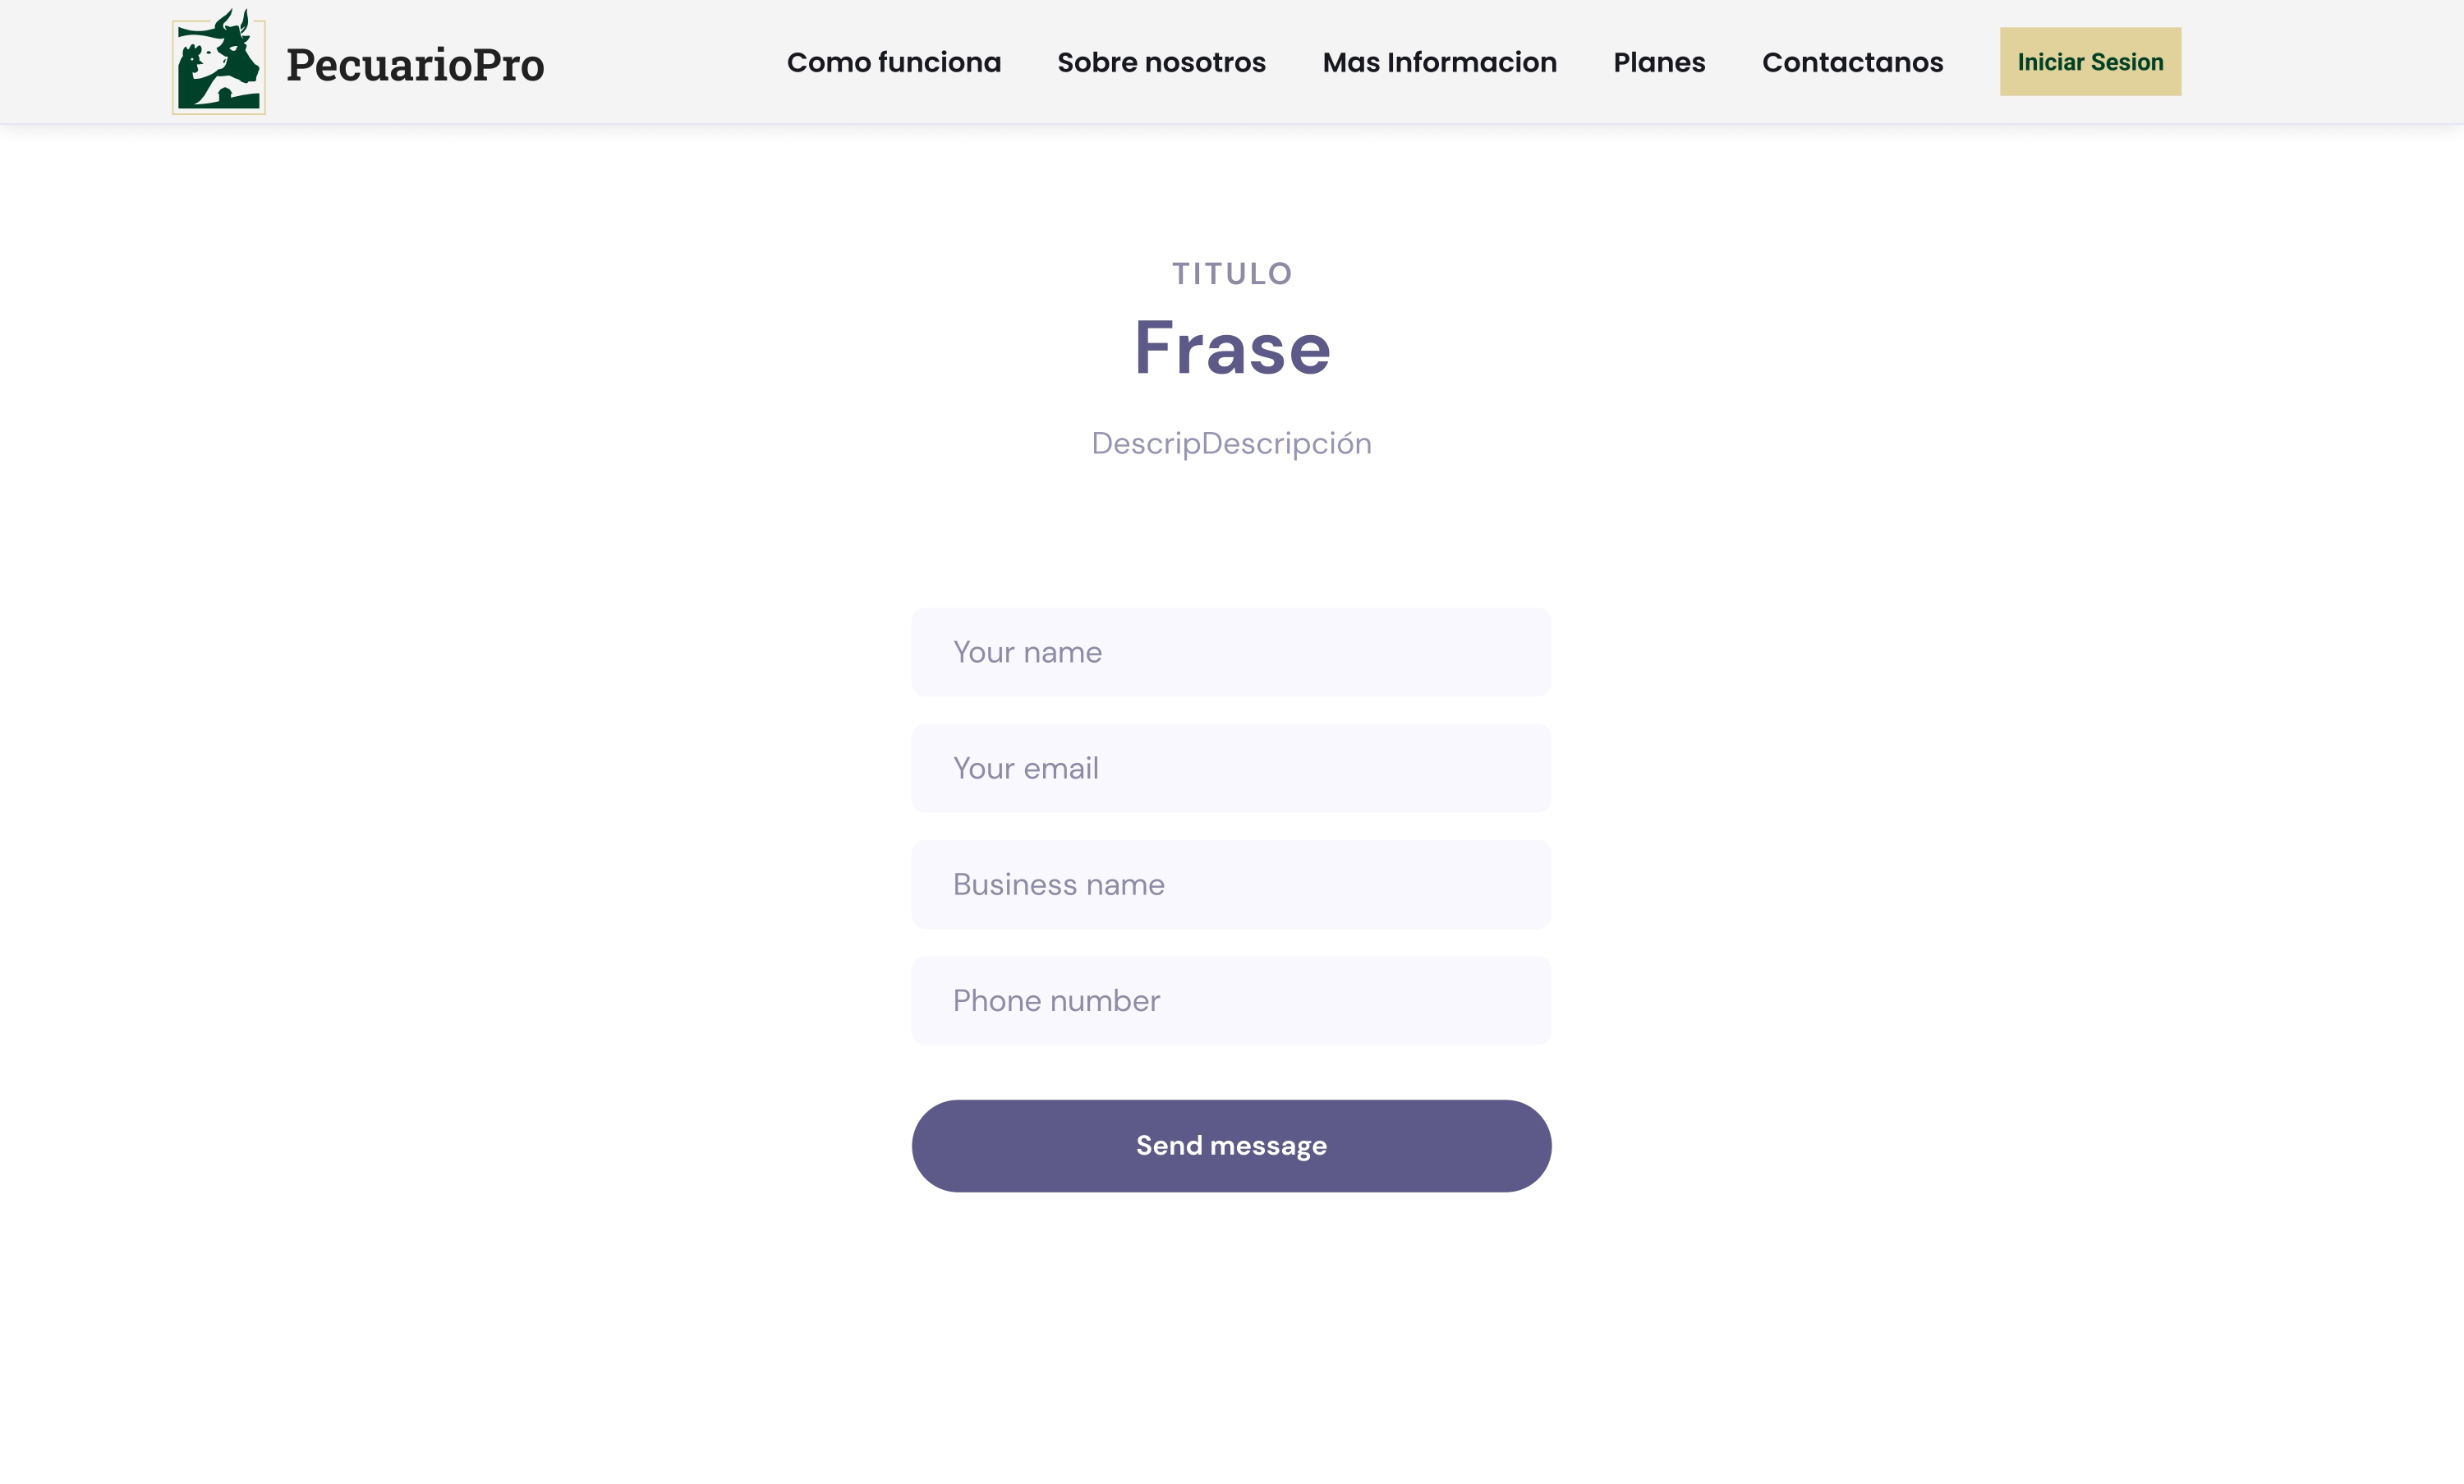 PecuarioPro
Como funciona Sobre nosotros Mas Informacion Planes Contactanos Iniciar Sesion
TITULO
Frase
DescripDescripción
Your name
Your email
Business name
Phone number
Send message